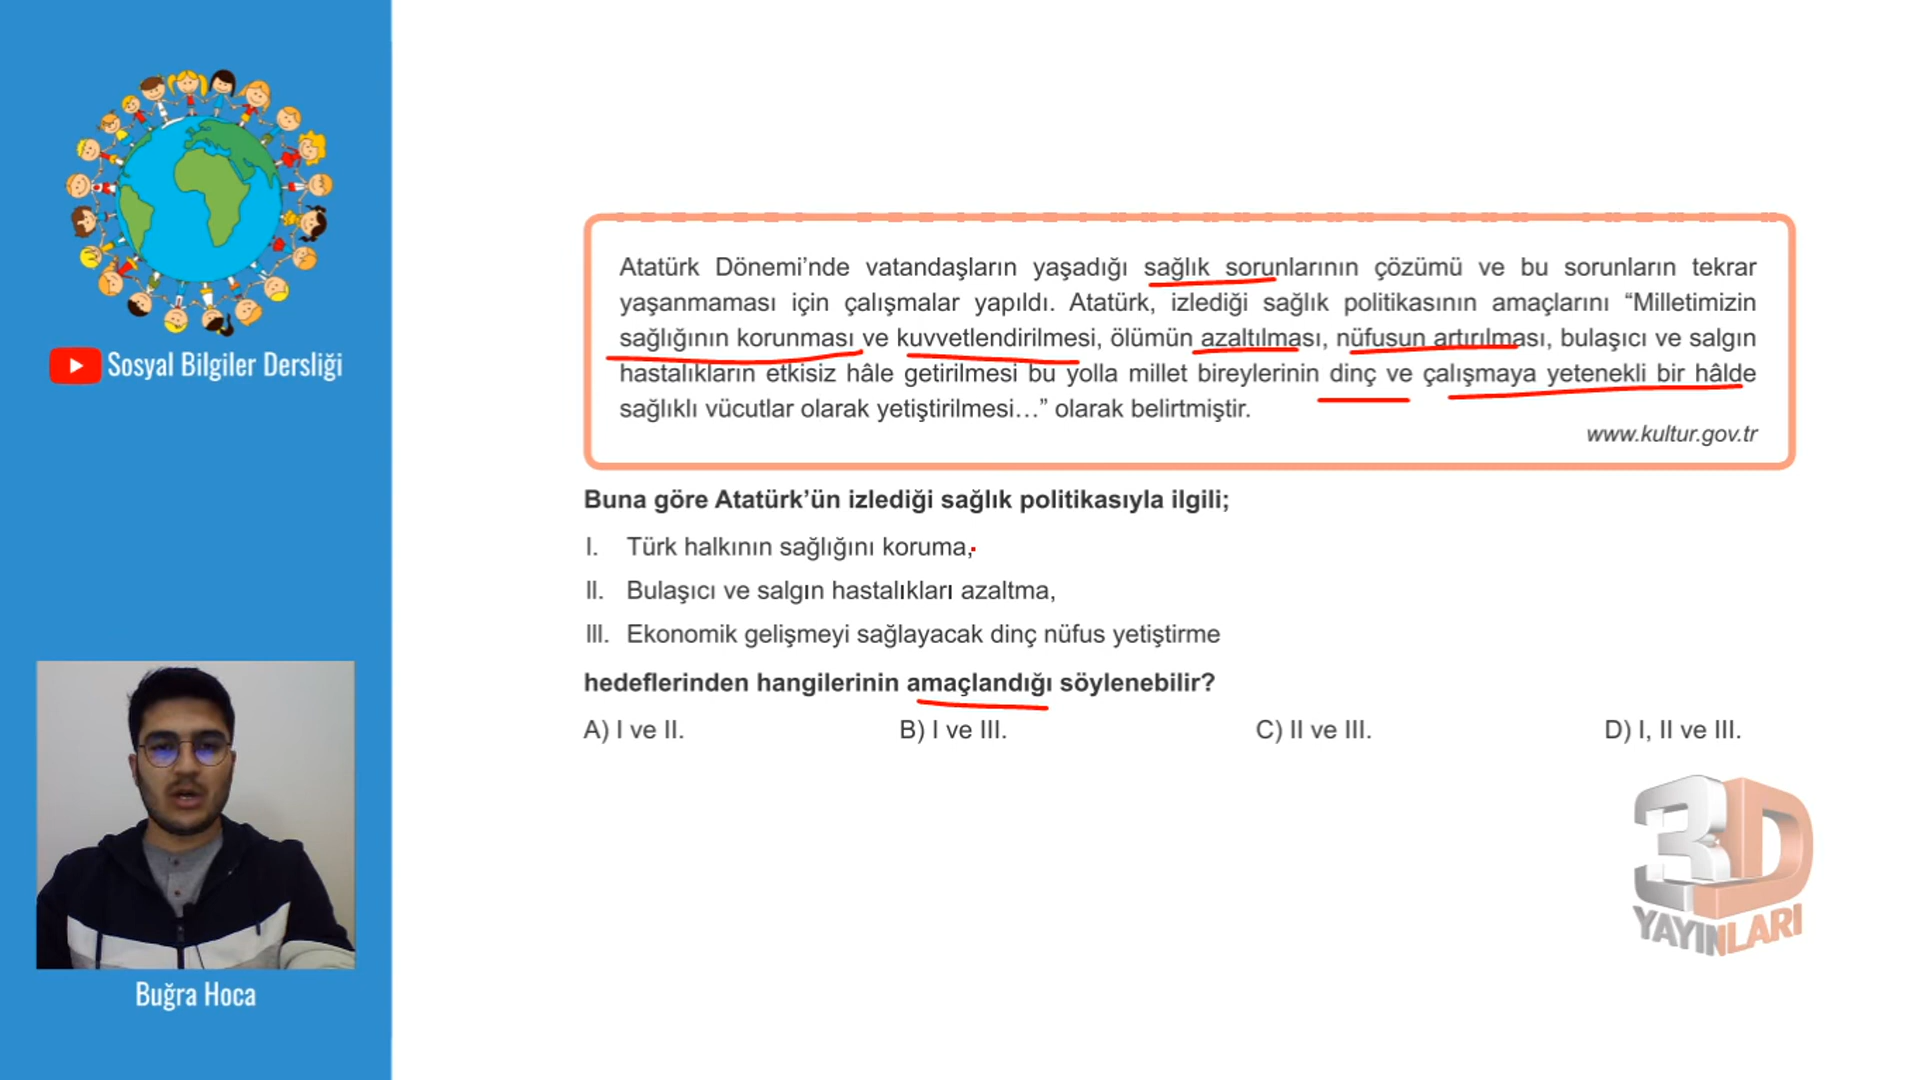 Sosyal Bilgiler Dersliği
Buğra Hoca
Atatürk Dönemi’nde vatandaşların yaşadığı sağlık sorunlarının çözümü ve bu sorunların tekrar
yaşanmaması için çalışmalar yapıldı. Atatürk, izlediği sağlık politikasının amaçlarını “Milletimizin
sağlığının korunması ve kuvvetlendirilmesi, ölümün azaltılması, nüfusun artırılması, bulaşıcı ve salgın
hastalıkların etkisiz hâle getirilmesi bu yolla millet bireylerinin dinç ve çalışmaya yetenekli bir hâlde
sağlıklı vücutlar olarak yetiştirilmesi…” olarak belirtmiştir.
www.kultur.gov.tr
Buna göre Atatürk’ün izlediği sağlık politikasıyla ilgili;
I. Türk halkının sağlığını koruma,
II. Bulaşıcı ve salgın hastalıkları azaltma,
III. Ekonomik gelişmeyi sağlayacak dinç nüfus yetiştirme
hedeflerinden hangilerinin amaçlandığı söylenebilir?
A) I ve II. B) I ve III. C) II ve III. D) I, II ve III.
3D
YAYINLARI